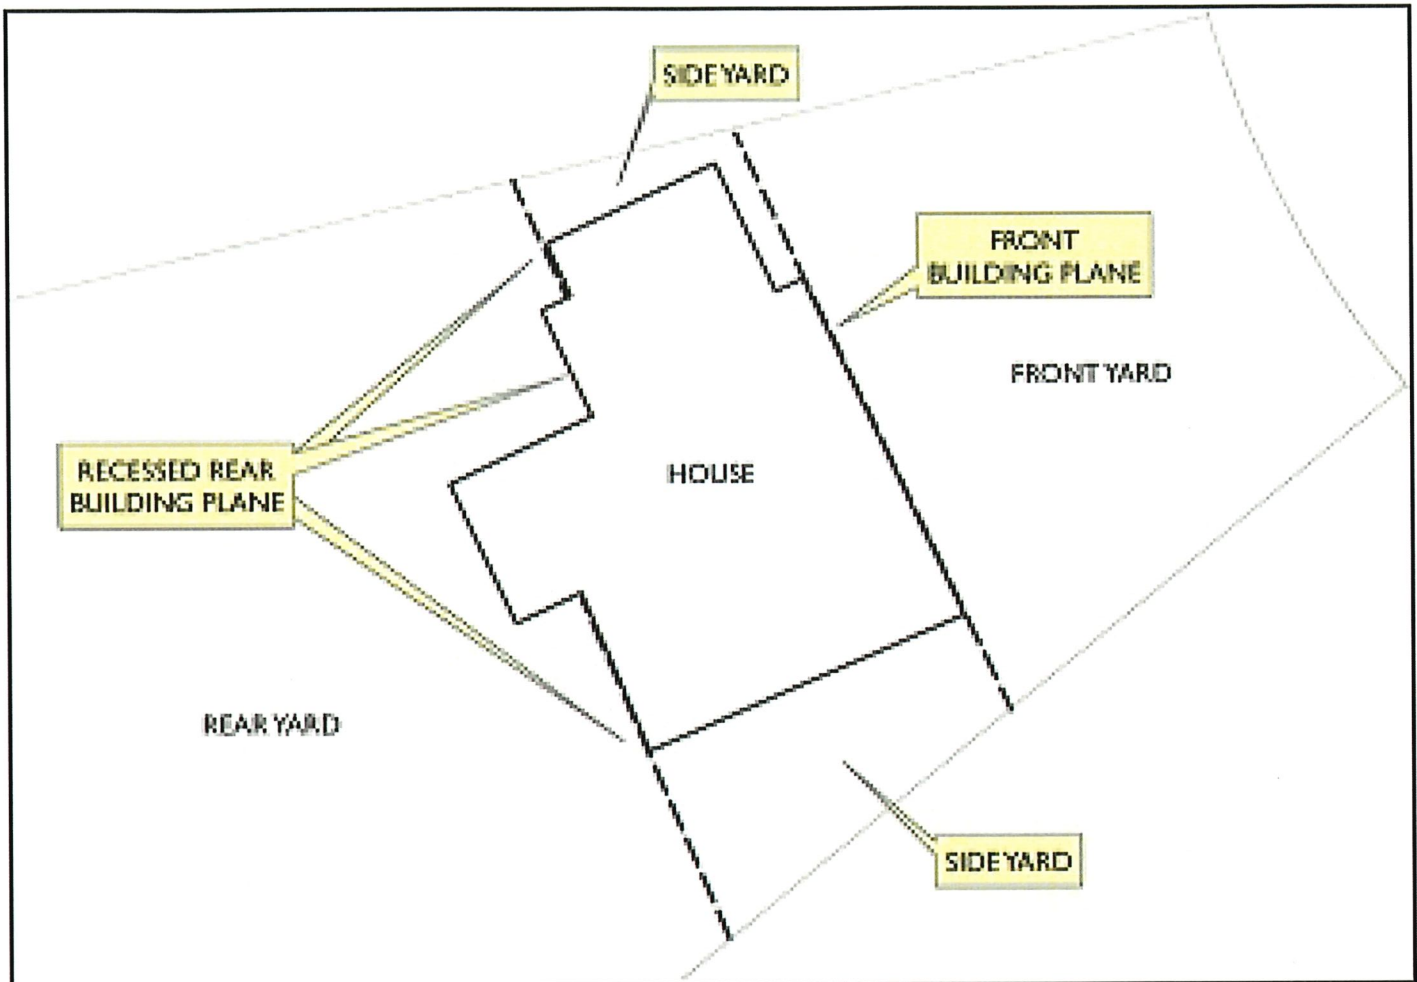 SIDE YARD
FRONT
BUILDING PLANE
FRONT YARD
RECESSED REAR
BUILDING PLANE
HOUSE
REAR YARD
SIDE YARD